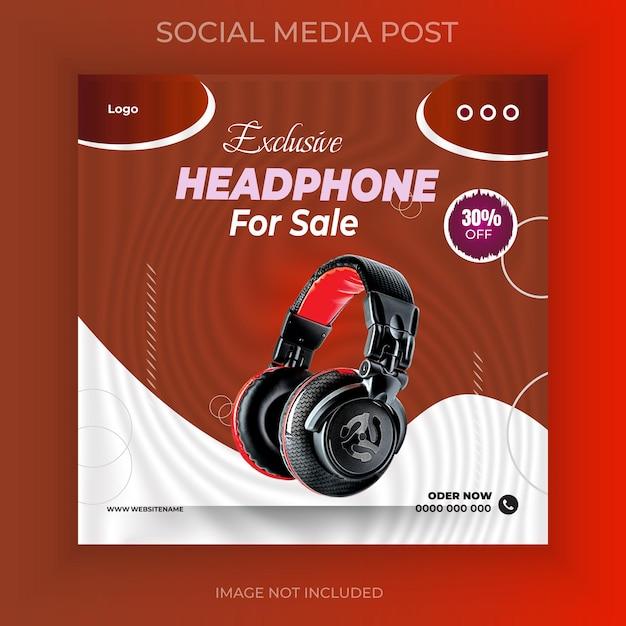 SOCIAL MEDIA POST
Logo
Exclusive
HEADPHONE
For Sale
30%
OFF
ODER NOW
0000 000 000
WWW.WEBSITENAME
IMAGE NOT INCLUDED